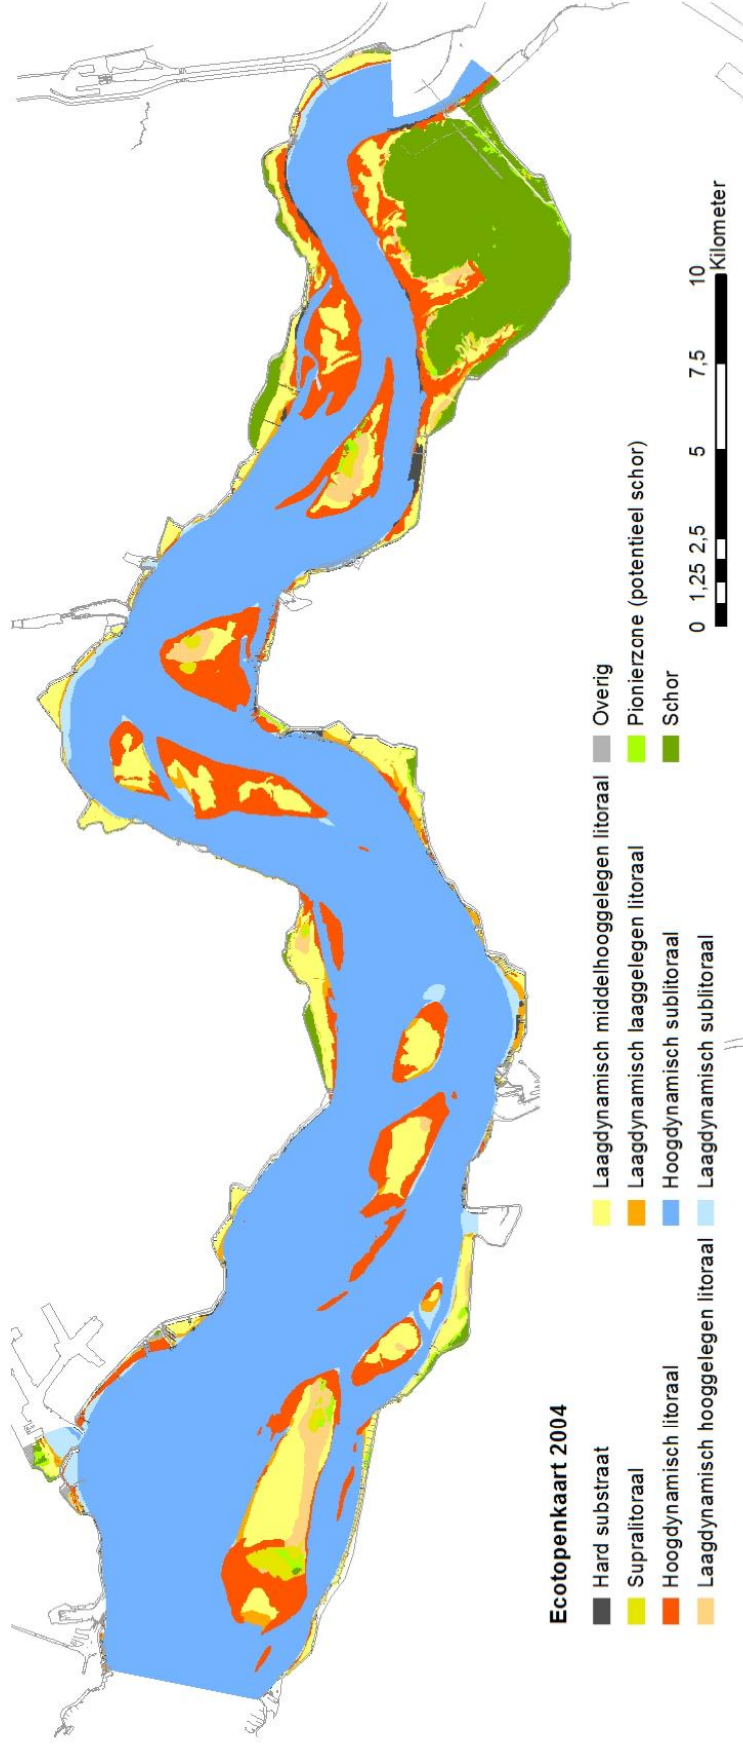 Ecotopenkaart 2004
Hard substraat
Supralitoraal
Hoogdynamisch litoraal
Laagdynamisch hooggelegen litoraal
Laagdynamisch middelhooggelegen litoraal
Laagdynamisch laaggelegen litoraal
Hoogdynamisch sublitoraal
Laagdynamisch sublitoraal
Overig
Pionierzone (potentieel schor)
Schor
0 1,25 2,5 5 7,5 10
Kilometer